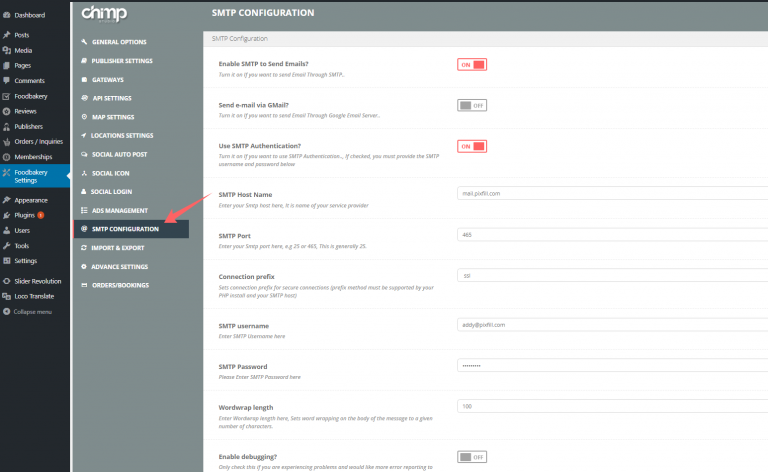 Dashboard
Posts
Media
Pages
Comments
Foodbakery
Reviews
Publishers
Orders / Inquiries
Memberships
Foodbakery
Settings
Appearance
Plugins 1
Users
Tools
Settings
Slider Revolution
Loco Translate
Collapse menu
chimp
GENERAL OPTIONS
PUBLISHER SETTINGS
GATEWAYS
API SETTINGS
MAP SETTINGS
LOCATIONS SETTINGS
SOCIAL AUTO POST
SOCIAL ICON
SOCIAL LOGIN
ADS MANAGEMENT
SMTP CONFIGURATION
IMPORT & EXPORT
ADVANCE SETTINGS
ORDERS/BOOKINGS
SMTP CONFIGURATION
SMTP Configuration
Enable SMTP to Send Emails?
Turn it on if you want to send Email Through SMTP..
ON
Send e-mail via GMail?
Turn it on if you want to send Email Through Google Email Server..
OFF
Use SMTP Authentication?
Turn it on if you want to use SMTP Authentication.., if checked, you must provide the SMTP
username and password below
ON
SMTP Host Name
Enter your Smtp host here, It is name of your service provider
mail.pixfill.com
SMTP Port
Enter your Smtp port here, e.g 25 or 465, This is generally 25.
465
Connection prefix
Sets connection prefix for secure connections (prefix method must be supported by your
PHP install and your SMTP host)
ssl
SMTP username
Enter SMTP Username here
addy@pixfill.com
SMTP Password
Please Enter SMTP Password here
•••••••••
Wordwrap length
Enter Wordwrap length here, Sets word wrapping on the body of the message to a given
number of characters.
100
Enable debugging?
Only check this if you are experiencing problems and would like more error reporting to
OFF